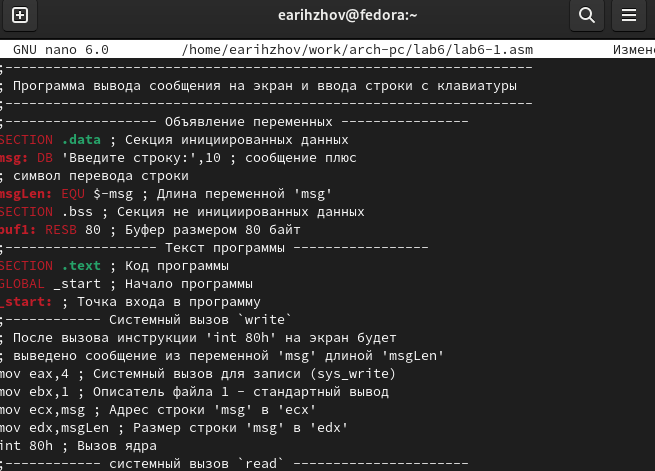 earihzhov@fedora:~
GNU nano 6.0 /home/earihzhov/work/arch-pc/lab6/lab6-1.asm Измен
;---------------------------------------------------------------
; Программа вывода сообщения на экран и ввода строки с клавиатуры
;---------------------------------------------------------------
;------------------- Объявление переменных ----------------
SECTION .data ; Секция инициированных данных
msg: DB 'Введите строку:',10 ; сообщение плюс
; символ перевода строки
msgLen: EQU $-msg ; Длина переменной 'msg'
SECTION .bss ; Секция не инициированных данных
buf1: RESB 80 ; Буфер размером 80 байт
;------------------- Текст программы -----------------
SECTION .text ; Код программы
GLOBAL _start ; Начало программы
_start: ; Точка входа в программу
;------------ Системный вызов `write`
; После вызова инструкции 'int 80h' на экран будет
; выведено сообщение из переменной 'msg' длиной 'msgLen'
mov eax,4 ; Системный вызов для записи (sys_write)
mov ebx,1 ; Описатель файла 1 - стандартный вывод
mov ecx,msg ; Адрес строки 'msg' в 'ecx'
mov edx,msgLen ; Размер строки 'msg' в 'edx'
int 80h ; Вызов ядра
;------------ системный вызов `read` ----------------------